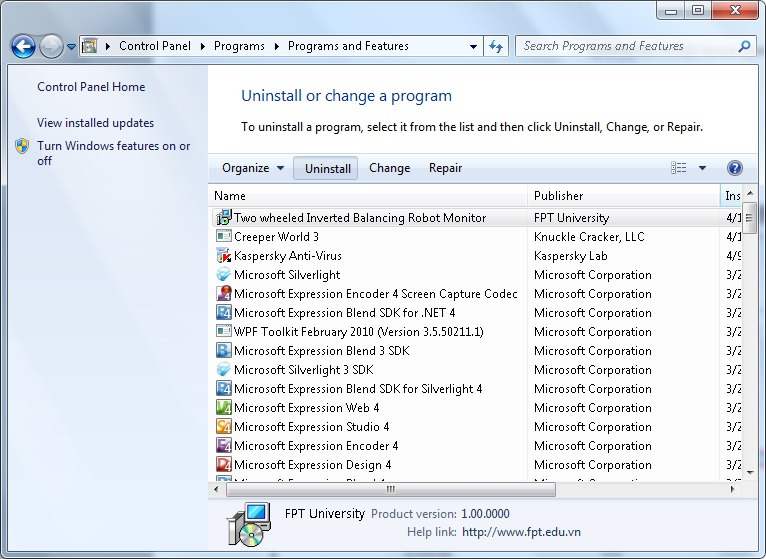 Control Panel Programs Programs and Features Search Programs and Features
Control Panel Home
View installed updates
Turn Windows features on or
off
Uninstall or change a program
To uninstall a program, select it from the list and then click Uninstall, Change, or Repair.
Organize Uninstall Change Repair
Name Publisher Ins
Two wheeled Inverted Balancing Robot Monitor FPT University 4/1
Creeper World 3 Knuckle Cracker, LLC 4/1
Kaspersky Anti-Virus Kaspersky Lab 4/9
Microsoft Silverlight Microsoft Corporation 3/2
Microsoft Expression Encoder 4 Screen Capture Codec Microsoft Corporation 3/2
Microsoft Expression Blend SDK for .NET 4 Microsoft Corporation 3/2
WPF Toolkit February 2010 (Version 3.5.50211.1) Microsoft Corporation 3/2
Microsoft Expression Blend 3 SDK Microsoft Corporation 3/2
Microsoft Silverlight 3 SDK Microsoft Corporation 3/2
Microsoft Expression Blend SDK for Silverlight 4 Microsoft Corporation 3/2
Microsoft Expression Web 4 Microsoft Corporation 3/2
Microsoft Expression Studio 4 Microsoft Corporation 3/2
Microsoft Expression Encoder 4 Microsoft Corporation 3/2
Microsoft Expression Design 4 Microsoft Corporation 3/2
FPT University Product version: 1.00.0000
Help link: http://www.fpt.edu.vn